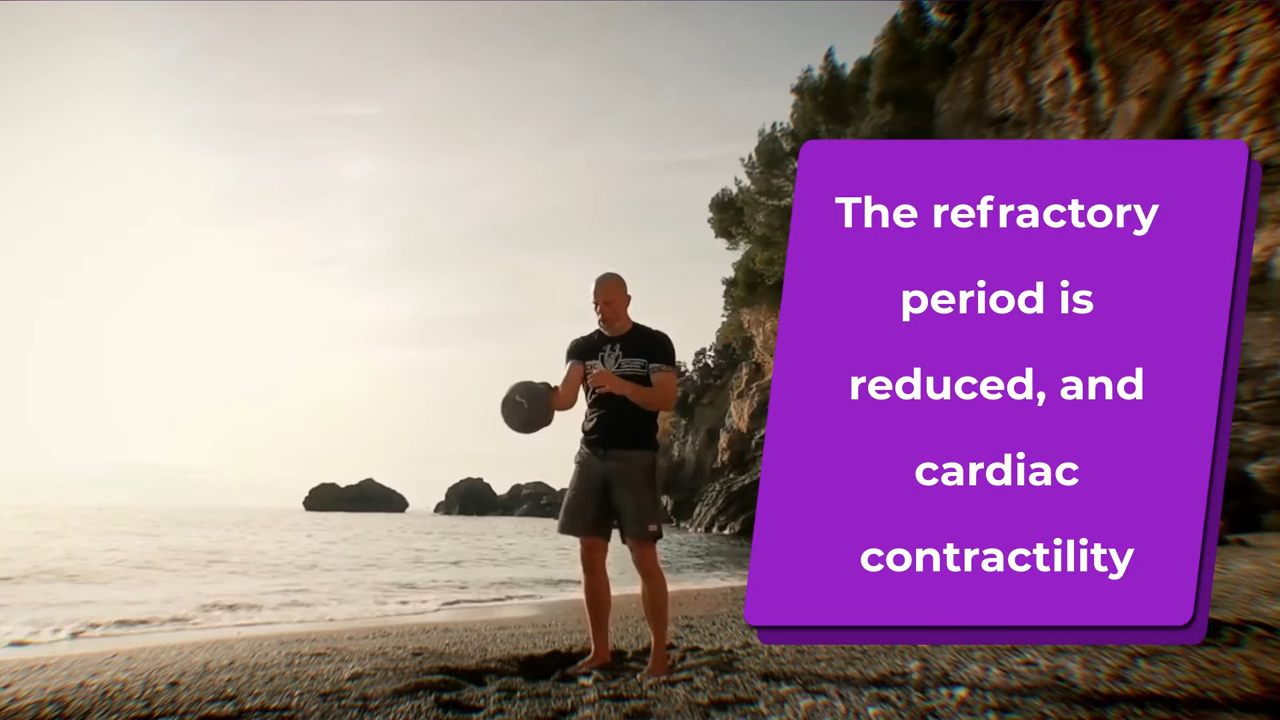 The refractory
period is
reduced, and
cardiac
contractility